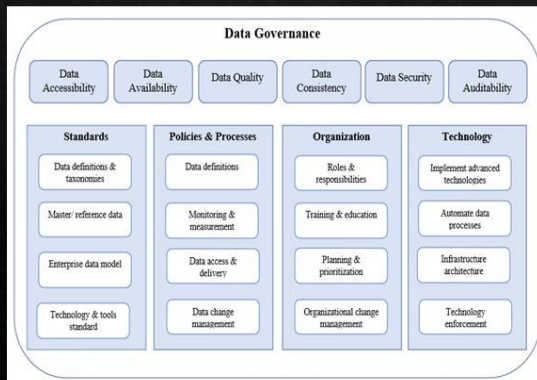 Data Governance
Data
Accessibility
Data
Availability
Data Quality
Data
Consistency
Data Security
Data
Auditability
Standards
Data definitions &
taxonomies
Master/ reference data
Enterprise data model
Technology & tools
standard
Policies & Processes
Data definitions
Monitoring &
measurement
Data access &
delivery
Data change
management
Organization
Roles &
responsibilities
Training & education
Planning &
prioritization
Organizational change
management
Technology
Implement advanced
technologies
Automate data
processes
Infrastructure
architecture
Technology
enforcement